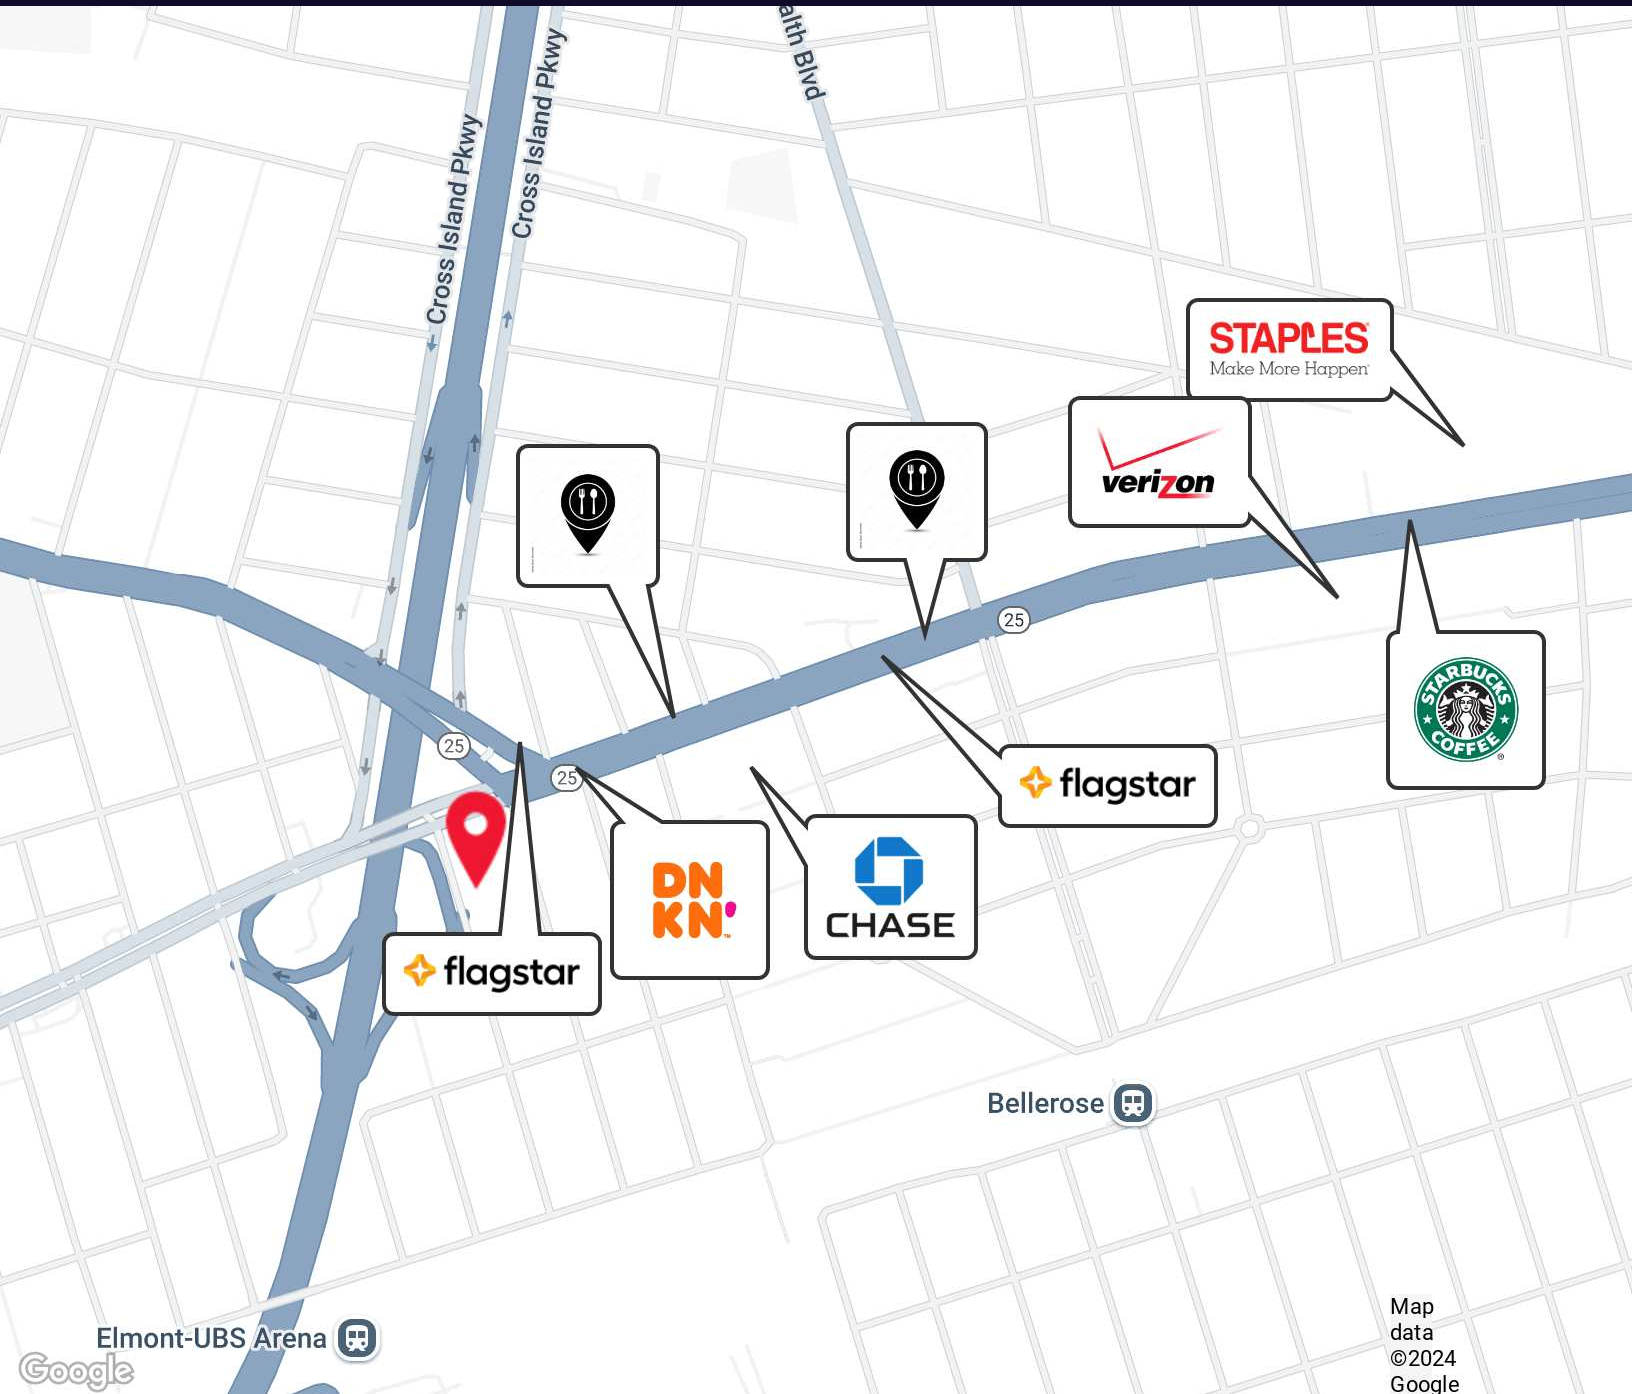 alth Blvd
Cross Island Pkwy
Cross Island Pkwy
STAPLES
Make More Happen
verizon
25
STARBUCKS
COFFEE
®
25
25
flagstar
DN
KN'
™
CHASE
flagstar
Bellerose
Elmont-UBS Arena
Google
Map
data
©2024
Google